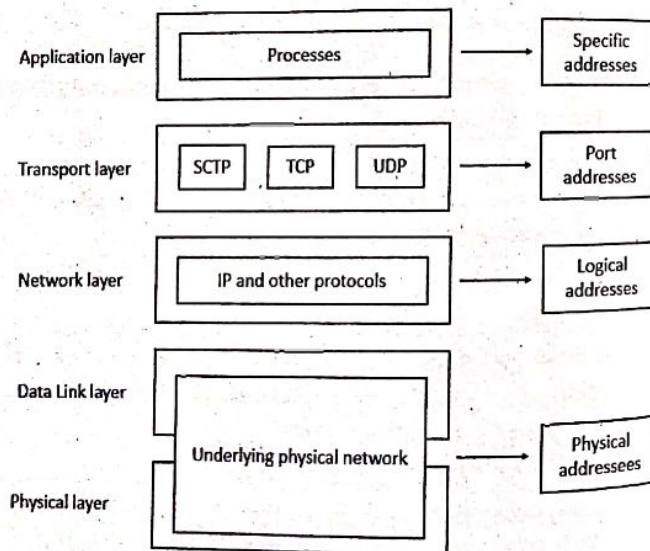 Application layer
Processes
Specific
addresses
Transport layer
SCTP
TCP
UDP
Port
addresses
Network layer
IP and other protocols
Logical
addresses
Data Link layer
Underlying physical network
Physical
addressees
Physical layer